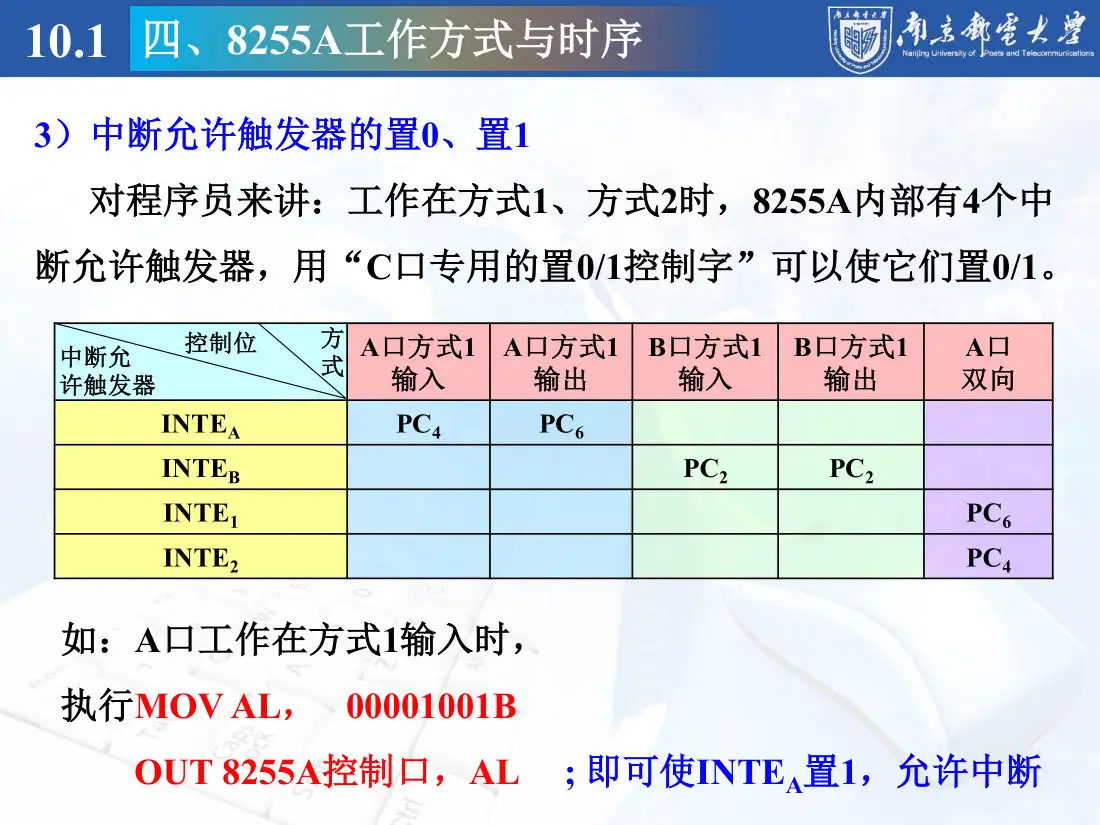 10.1 四、8255A工作方式与时序
南京邮电大学
Nanjing University of Posts and Telecommunications
3）中断允许触发器的置0、置1
对程序员来讲：工作在方式1、方式2时，8255A内部有4个中
断允许触发器，用“C口专用的置0/1控制字”可以使它们置0/1。
控制位 方式 中断允许触发器 A口方式1输入 A口方式1输出 B口方式1输入 B口方式1输出 A口双向
INTEA PC4 PC6
INTEB PC2 PC2
INTE1 PC6
INTE2 PC4
如：A口工作在方式1输入时，
执行MOV AL， 00001001B
OUT 8255A控制口，AL ；即可使INTEA置1，允许中断